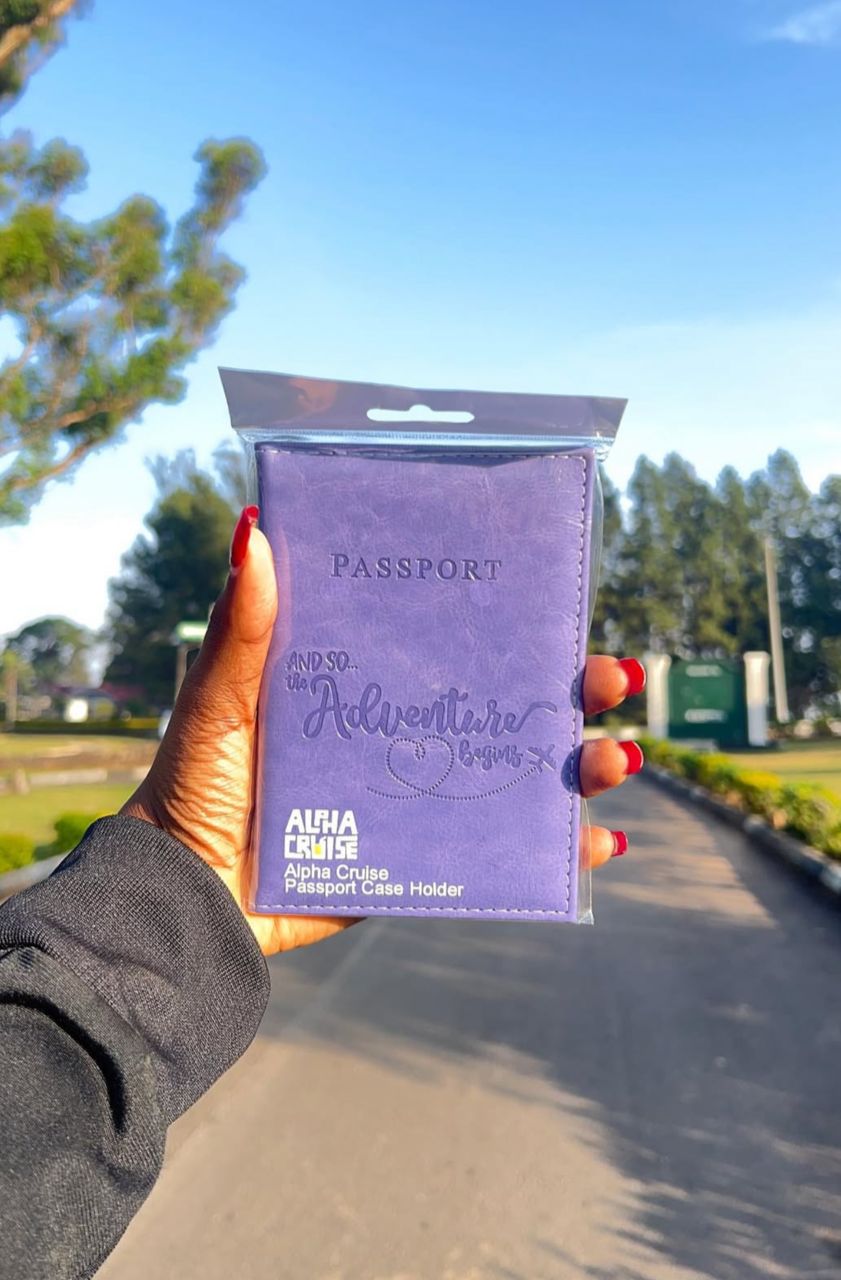 PASSPORT
AND SO...
the Adventure
begins
ALPHA
CRUISE
Alpha Cruise
Passport Case Holder